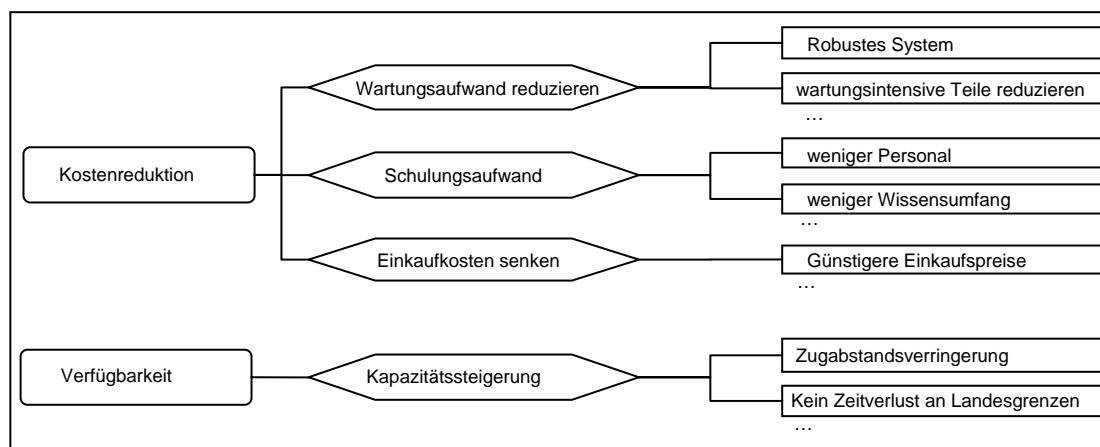 Robustes System
Wartungsaufwand reduzieren
wartungsintensive Teile reduzieren
…
weniger Personal
Kostenreduktion
Schulungsaufwand
weniger Wissensumfang
…
Einkaufkosten senken
Günstigere Einkaufspreise
…
Zugabstandsverringerung
Verfügbarkeit
Kapazitätssteigerung
Kein Zeitverlust an Landesgrenzen
…